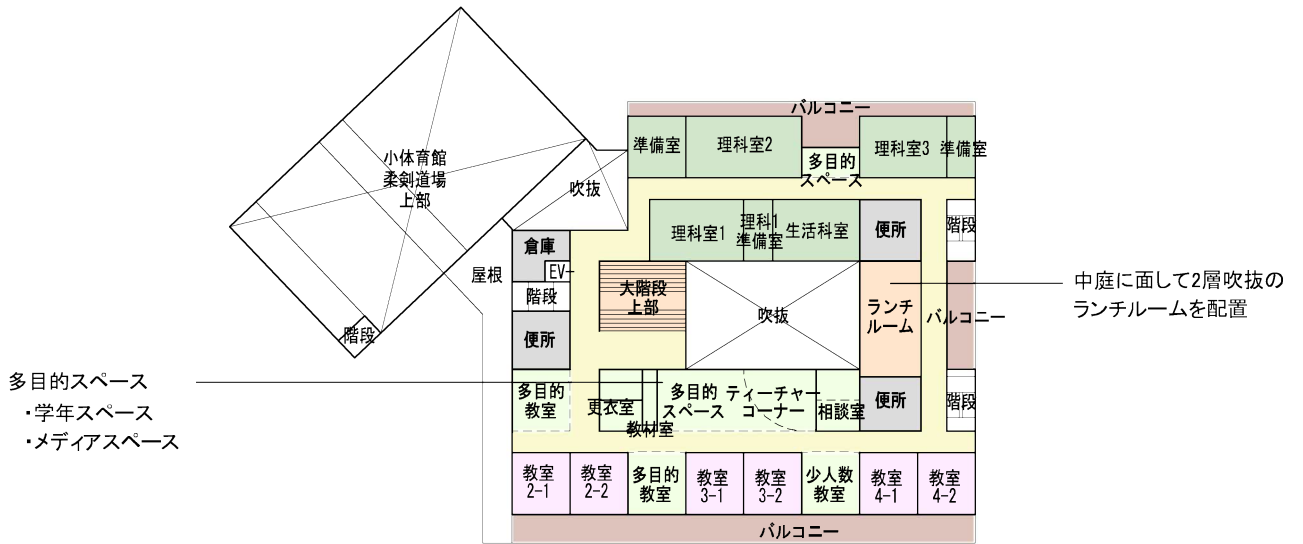 バルコニー
準備室
理科室2
多目的
スペース
理科室3
準備室
小体育館
柔剣道場
上部
吹抜
理科室1
理科1
準備室
生活科室
便所
階段
倉庫
EV
屋根
階段
大階段
上部
吹抜
ランチ
ルーム
バルコニー
中庭に面して2層吹抜の
ランチルームを配置
階段
便所
多目的スペース
・学年スペース
・メディアスペース
多目的
教室
更衣室
教材室
多目的
スペース
ティーチャー
コーナー
相談室
便所
階段
教室
2-1
教室
2-2
多目的
教室
教室
3-1
教室
3-2
少人数
教室
教室
4-1
教室
4-2
バルコニー